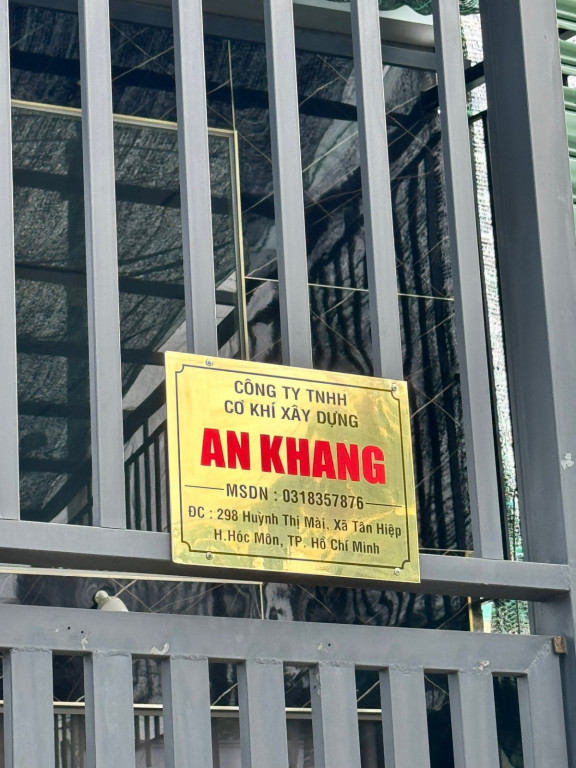 CÔNG TY TNHH
CƠ KHÍ XÂY DỰNG
AN KHANG
MSDN : 0318357876
ĐC : 298 Huỳnh Thị Mài, Xã Tân Hiệp
H.Hóc Môn, TP. Hồ Chí Minh